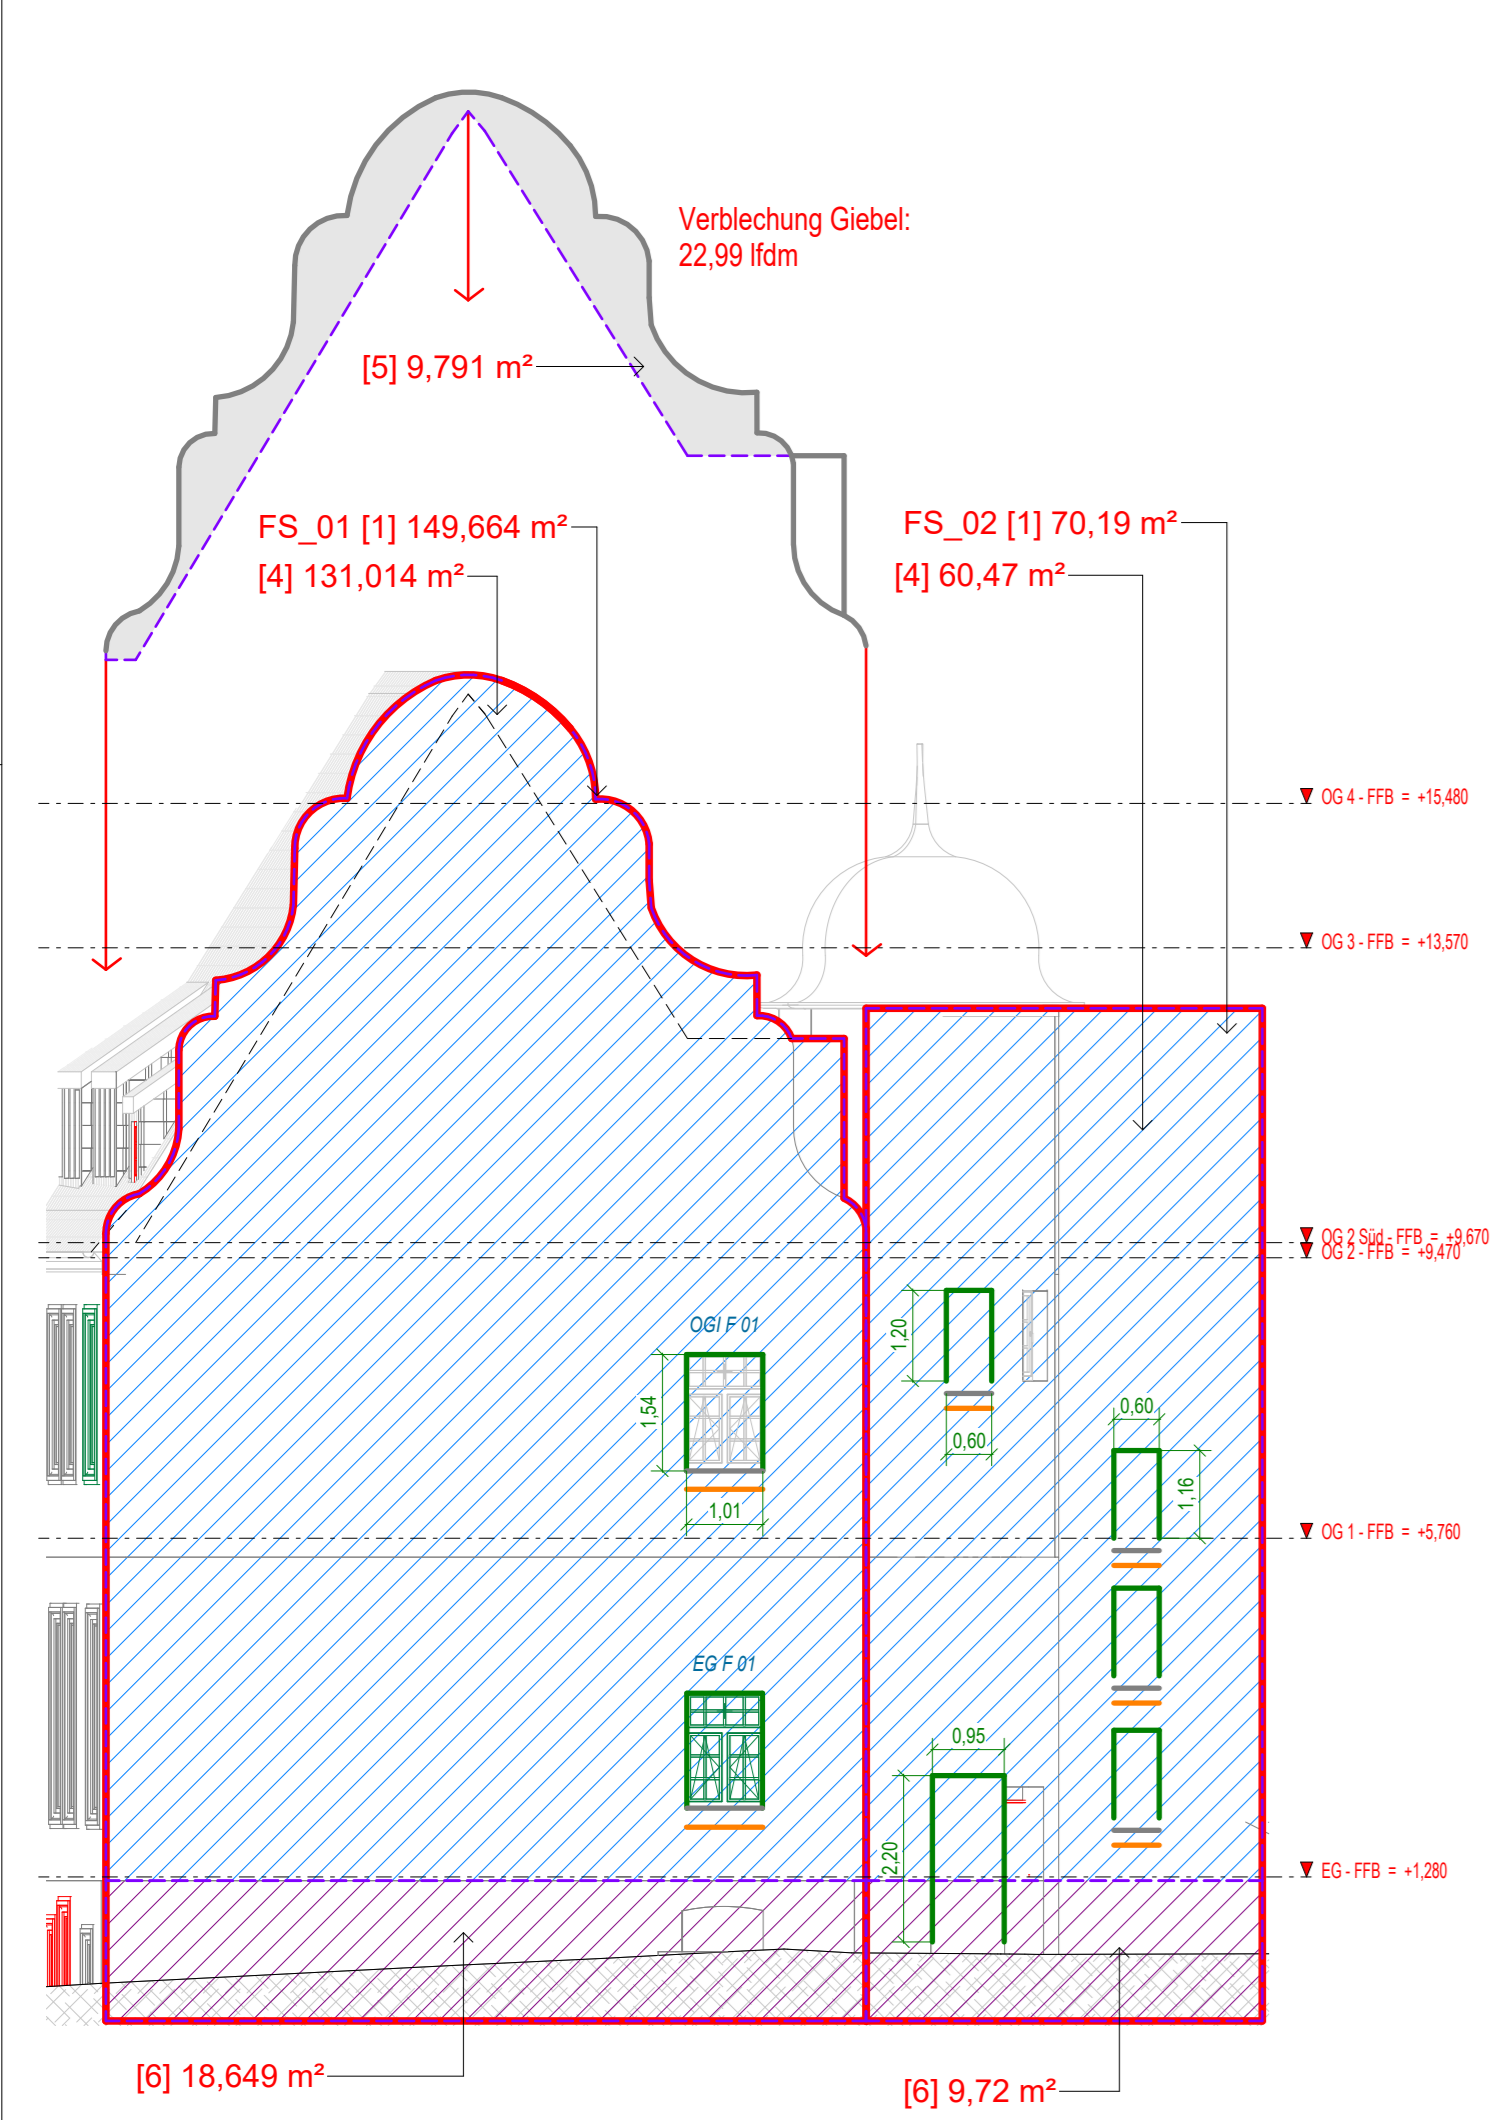 Verblechung Giebel:
22,99 lfdm
[5] 9,791 m²
FS_01 [1] 149,664 m²
[4] 131,014 m²
FS_02 [1] 70,19 m²
[4] 60,47 m²
OG 4 - FFB = +15,480
OG 3 - FFB = +13,570
OG 2 Süd - FFB = +9,670
OG 2 - FFB = +9,470
OGI F 01
1,20
1,54
0,60
0,60
1,01
1,16
OG 1 - FFB = +5,760
EG F 01
0,95
2,20
EG - FFB = +1,280
[6] 18,649 m²
[6] 9,72 m²